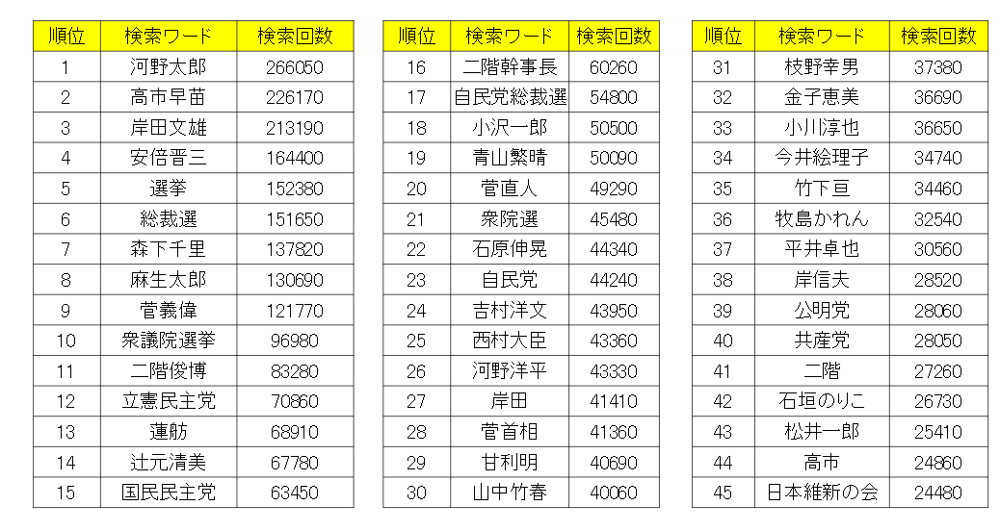 順位 検索ワード 検索回数
1 河野太郎 266050
2 高市早苗 226170
3 岸田文雄 213190
4 安倍晋三 164400
5 選挙 152380
6 総裁選 151650
7 森下千里 137820
8 麻生太郎 130690
9 菅義偉 121770
10 衆議院選挙 96980
11 二階俊博 83280
12 立憲民主党 70860
13 蓮舫 68910
14 辻元清美 67780
15 国民民主党 63450
順位 検索ワード 検索回数
16 二階幹事長 60260
17 自民党総裁選 54800
18 小沢一郎 50500
19 青山繁晴 50090
20 菅直人 49290
21 衆院選 45480
22 石原伸晃 44340
23 自民党 44240
24 吉村洋文 43950
25 西村大臣 43360
26 河野洋平 43330
27 岸田 41410
28 菅首相 41360
29 甘利明 40690
30 山中竹春 40060
順位 検索ワード 検索回数
31 枝野幸男 37380
32 金子恵美 36690
33 小川淳也 36650
34 今井絵理子 34740
35 竹下亘 34460
36 牧島かれん 32540
37 平井卓也 30560
38 岸信夫 28520
39 公明党 28060
40 共産党 28050
41 二階 27260
42 石垣のりこ 26730
43 松井一郎 25410
44 高市 24860
45 日本維新の会 24480